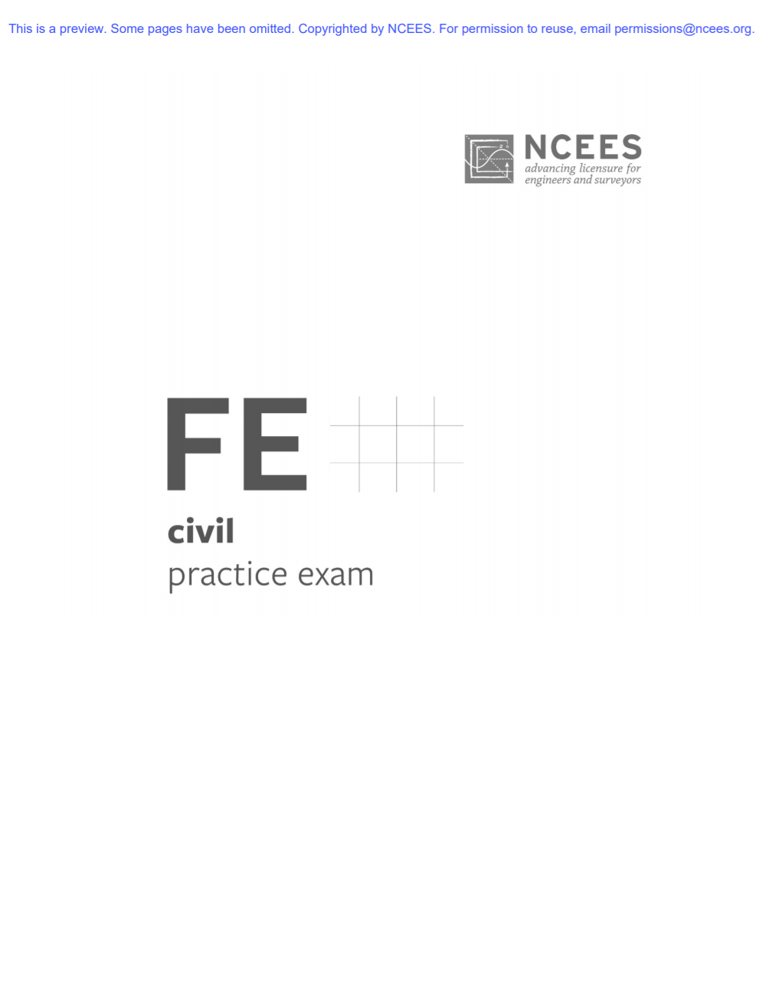 This is a preview. Some pages have been omitted. Copyrighted by NCEES. For permission to reuse, email permissions@ncees.org.
NCEES
advancing licensure for
engineers and surveyors
FE
civil
practice exam